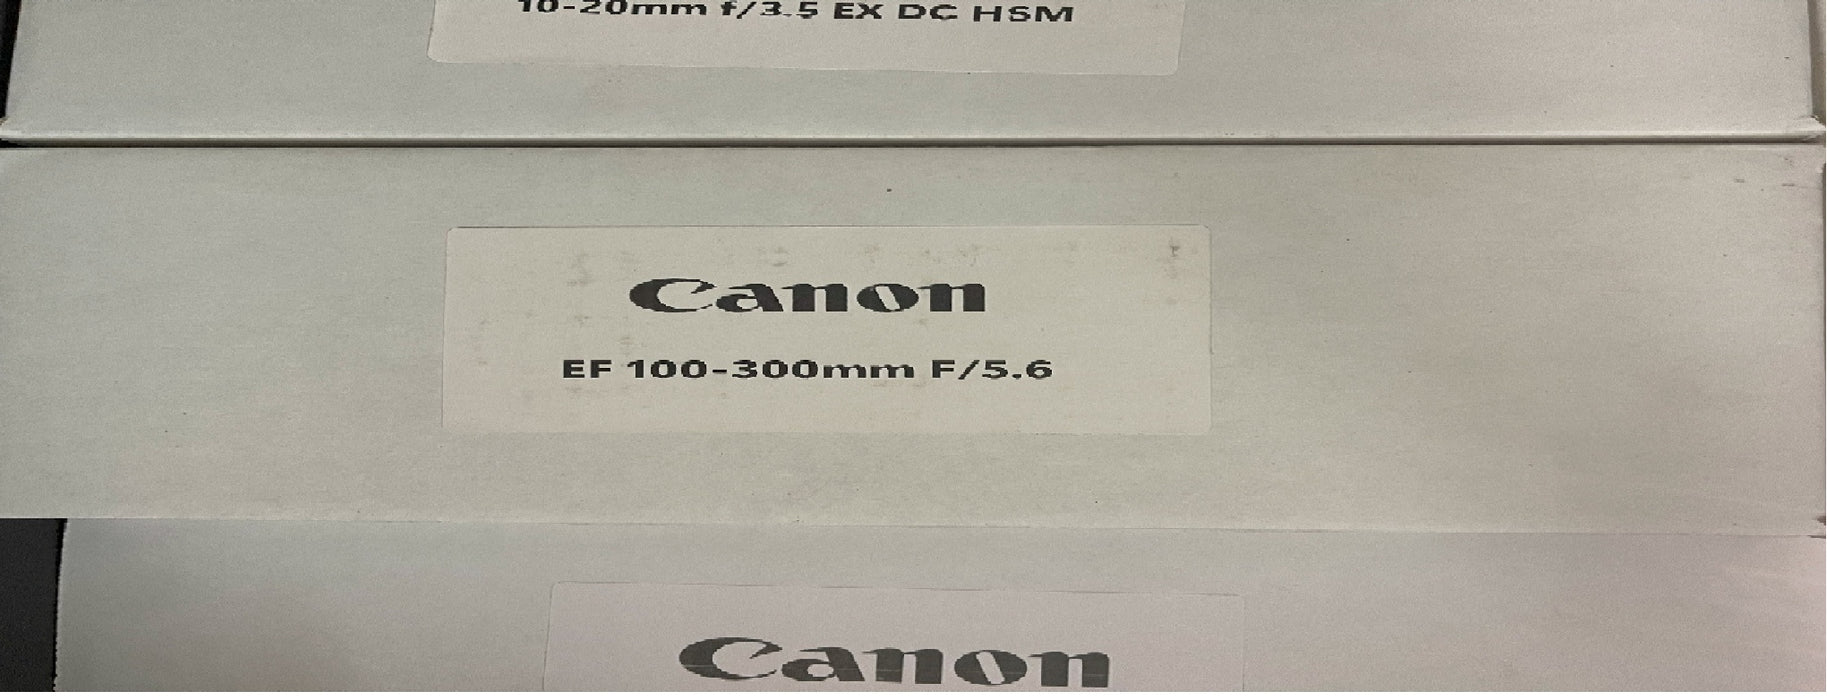 10-20mm f/3.5 EX DC HSM
Canon
EF 100-300mm F/5.6
Canon